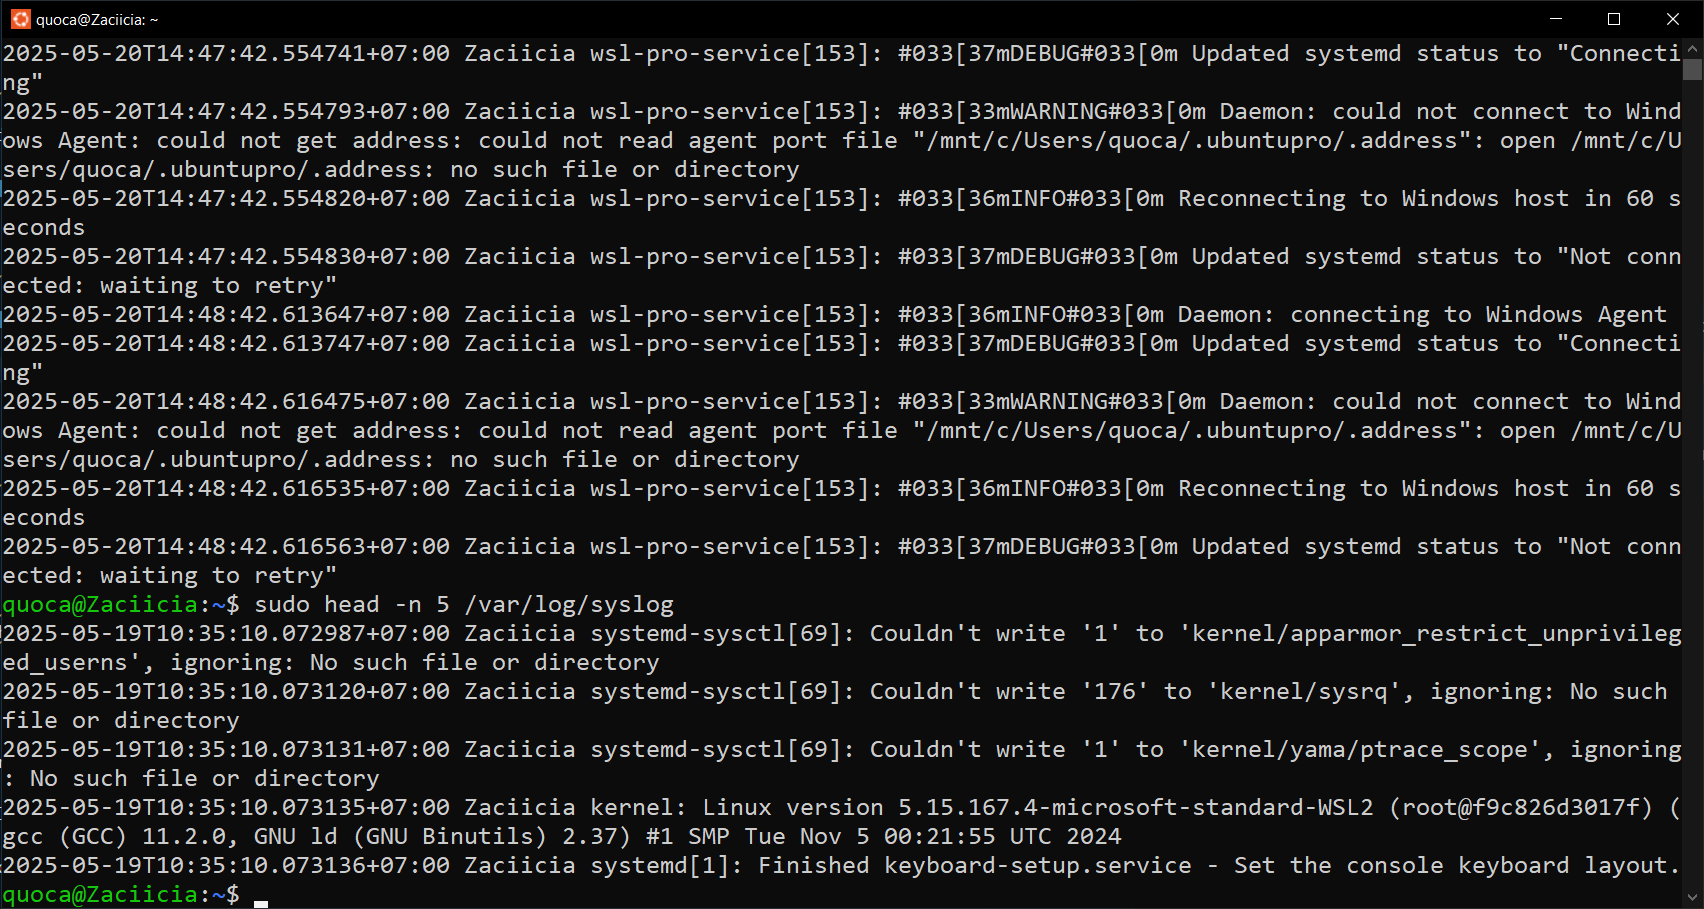 quoca@Zaciicia: ~
2025-05-20T14:47:42.554741+07:00 Zaciicia wsl-pro-service[153]: #033[37mDEBUG#033[0m Updated systemd status to "Connecti
ng"
2025-05-20T14:47:42.554793+07:00 Zaciicia wsl-pro-service[153]: #033[33mWARNING#033[0m Daemon: could not connect to Wind
ows Agent: could not get address: could not read agent port file "/mnt/c/Users/quoca/.ubuntupro/.address": open /mnt/c/U
sers/quoca/.ubuntupro/.address: no such file or directory
2025-05-20T14:47:42.554820+07:00 Zaciicia wsl-pro-service[153]: #033[36mINFO#033[0m Reconnecting to Windows host in 60 s
econds
2025-05-20T14:47:42.554830+07:00 Zaciicia wsl-pro-service[153]: #033[37mDEBUG#033[0m Updated systemd status to "Not conn
ected: waiting to retry"
2025-05-20T14:48:42.613647+07:00 Zaciicia wsl-pro-service[153]: #033[36mINFO#033[0m Daemon: connecting to Windows Agent
2025-05-20T14:48:42.613747+07:00 Zaciicia wsl-pro-service[153]: #033[37mDEBUG#033[0m Updated systemd status to "Connecti
ng"
2025-05-20T14:48:42.616475+07:00 Zaciicia wsl-pro-service[153]: #033[33mWARNING#033[0m Daemon: could not connect to Wind
ows Agent: could not get address: could not read agent port file "/mnt/c/Users/quoca/.ubuntupro/.address": open /mnt/c/U
sers/quoca/.ubuntupro/.address: no such file or directory
2025-05-20T14:48:42.616535+07:00 Zaciicia wsl-pro-service[153]: #033[36mINFO#033[0m Reconnecting to Windows host in 60 s
econds
2025-05-20T14:48:42.616563+07:00 Zaciicia wsl-pro-service[153]: #033[37mDEBUG#033[0m Updated systemd status to "Not conn
ected: waiting to retry"
quoca@Zaciicia:~$ sudo head -n 5 /var/log/syslog
2025-05-19T10:35:10.072987+07:00 Zaciicia systemd-sysctl[69]: Couldn't write '1' to 'kernel/apparmor_restrict_unprivileg
ed_userns', ignoring: No such file or directory
2025-05-19T10:35:10.073120+07:00 Zaciicia systemd-sysctl[69]: Couldn't write '176' to 'kernel/sysrq', ignoring: No such
file or directory
2025-05-19T10:35:10.073131+07:00 Zaciicia systemd-sysctl[69]: Couldn't write '1' to 'kernel/yama/ptrace_scope', ignoring
: No such file or directory
2025-05-19T10:35:10.073135+07:00 Zaciicia kernel: Linux version 5.15.167.4-microsoft-standard-WSL2 (root@f9c826d3017f) (
gcc (GCC) 11.2.0, GNU ld (GNU Binutils) 2.37) #1 SMP Tue Nov 5 00:21:55 UTC 2024
2025-05-19T10:35:10.073136+07:00 Zaciicia systemd[1]: Finished keyboard-setup.service - Set the console keyboard layout.
quoca@Zaciicia:~$